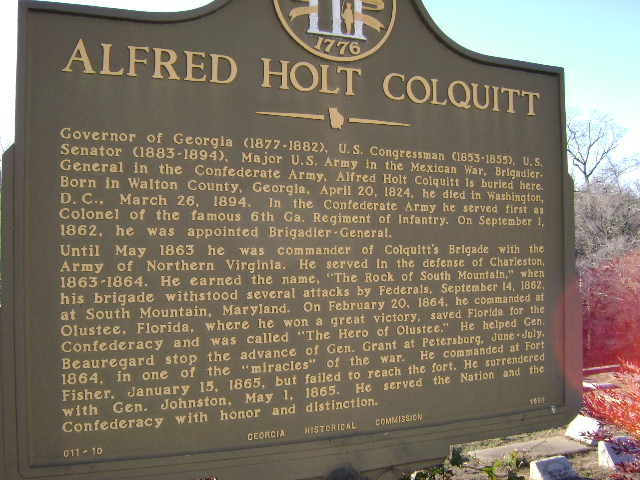 1776
ALFRED HOLT COLQUITT
Governor of Georgia (1877-1882), U.S. Congressman (1853-1855), U.S.
Senator (1883-1894), Major U.S. Army in the Mexican War, Brigadier-
General in the Confederate Army, Alfred Holt Colquitt is buried here.
Born in Walton County, Georgia, April 20, 1824, he died in Washington,
D. C., March 26, 1894. In the Confederate Army he served first as
Colonel of the famous 6th Ga. Regiment of Infantry. On September 1,
1862, he was appointed Brigadier-General.
Until May 1863 he was commander of Colquitt's Brigade with the
Army of Northern Virginia. He served in the defense of Charleston,
1863-1864. He earned the name, "The Rock of South Mountain," when
his brigade withstood several attacks by Federals, September 14, 1862,
at South Mountain, Maryland. On February 20, 1864, he commanded at
Olustee, Florida, where he won a great victory, saved Florida for the
Confederacy and was called "The Hero of Olustee." He helped Gen.
Beauregard stop the advance of Gen. Grant at Petersburg, June-July,
1864, in one of the "miracles" of the war. He commanded at Fort
Fisher, January 15, 1865, but failed to reach the fort. He surrendered
with Gen. Johnston, May 1, 1865. He served the Nation and the
Confederacy with honor and distinction.
011-10 GEORGIA HISTORICAL COMMISSION